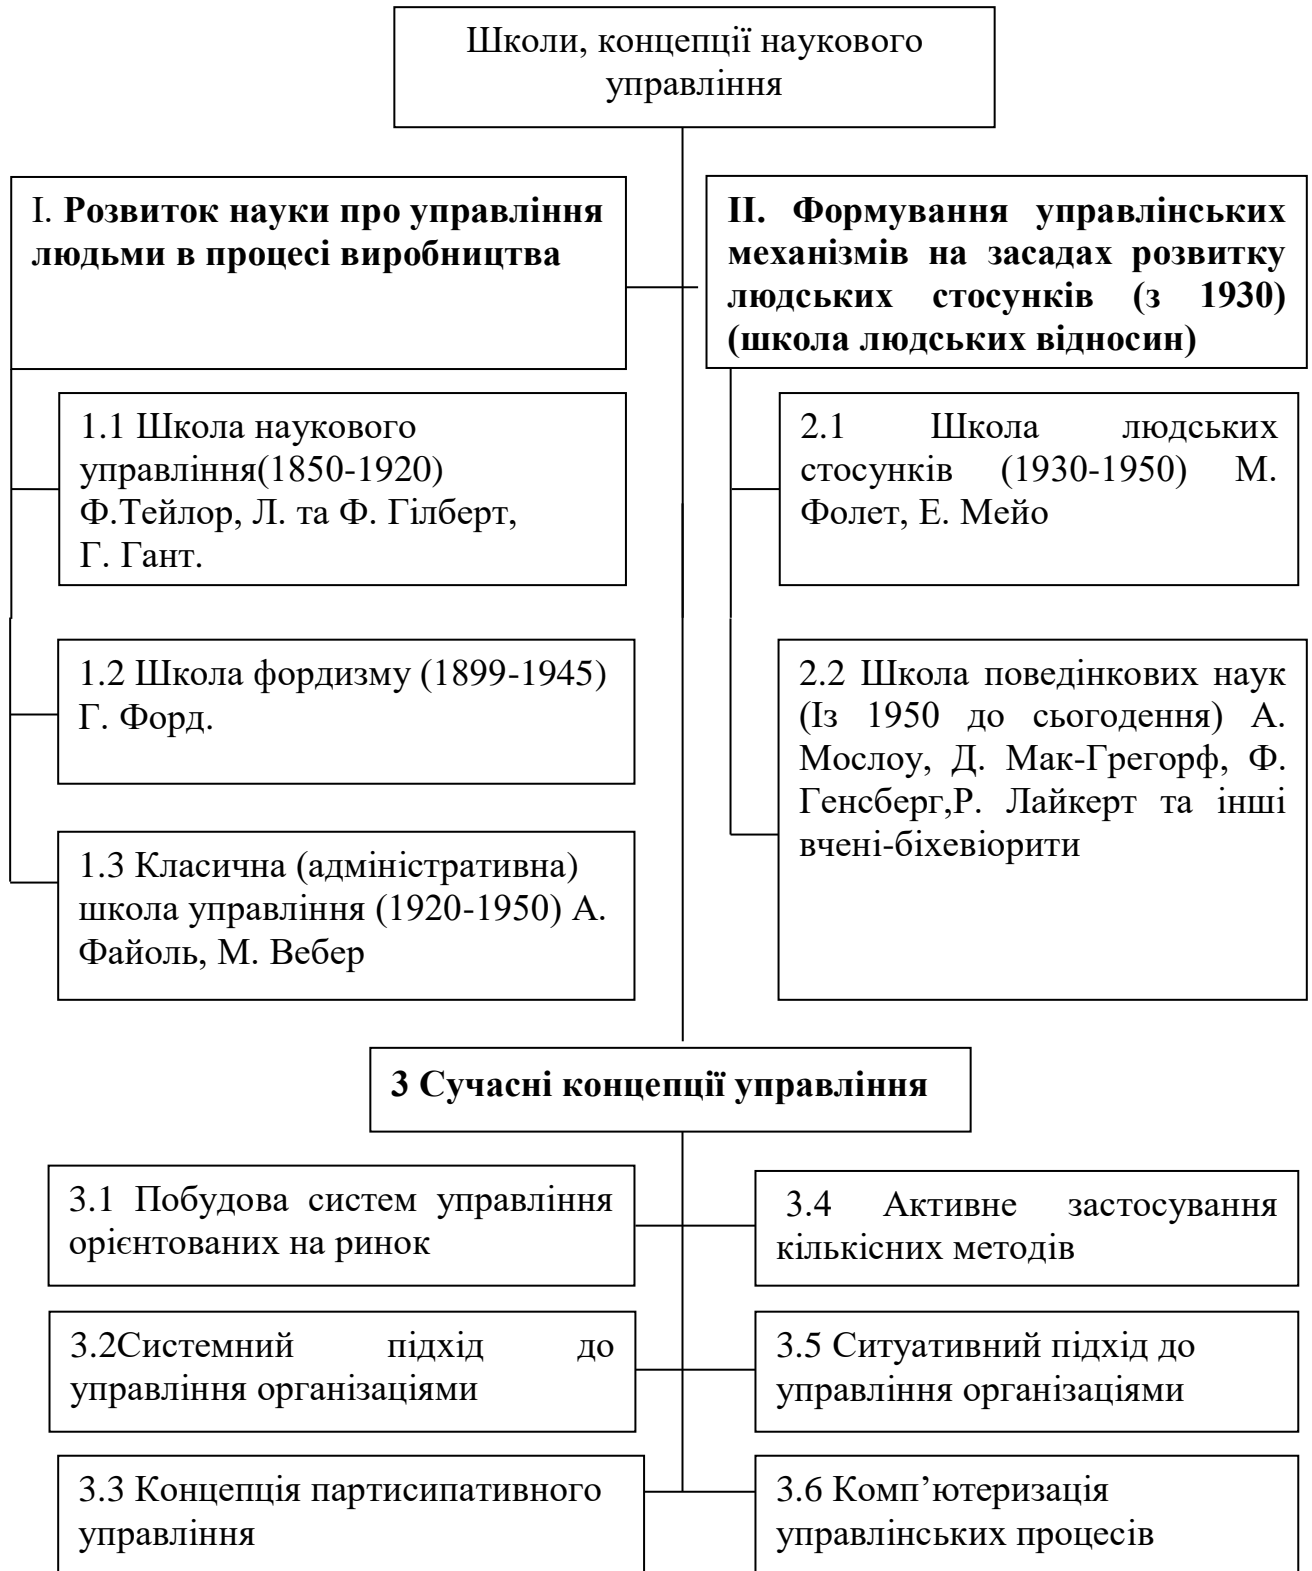 Школи, концепції наукового
управління
І. Розвиток науки про управління
людьми в процесі виробництва
ІІ. Формування управлінських
механізмів на засадах розвитку
людських стосунків (з 1930)
(школа людських відносин)
1.1 Школа наукового
управління(1850-1920)
Ф.Тейлор, Л. та Ф. Гілберт,
Г. Гант.
2.1 Школа людських
стосунків (1930-1950) М.
Фолет, Е. Мейо
1.2 Школа фордизму (1899-1945)
Г. Форд.
2.2 Школа поведінкових наук
(Із 1950 до сьогодення) А.
Мослоу, Д. Мак-Грегорф, Ф.
Генсберг,Р. Лайкерт та інші
вчені-біхевіорити
1.3 Класична (адміністративна)
школа управління (1920-1950) А.
Файоль, М. Вебер
3 Сучасні концепції управління
3.1 Побудова систем управління
орієнтованих на ринок
3.4 Активне застосування
кількісних методів
3.2Системний підхід до
управління організаціями
3.5 Ситуативний підхід до
управління організаціями
3.3 Концепція партисипативного
управління
3.6 Комп’ютеризація
управлінських процесів